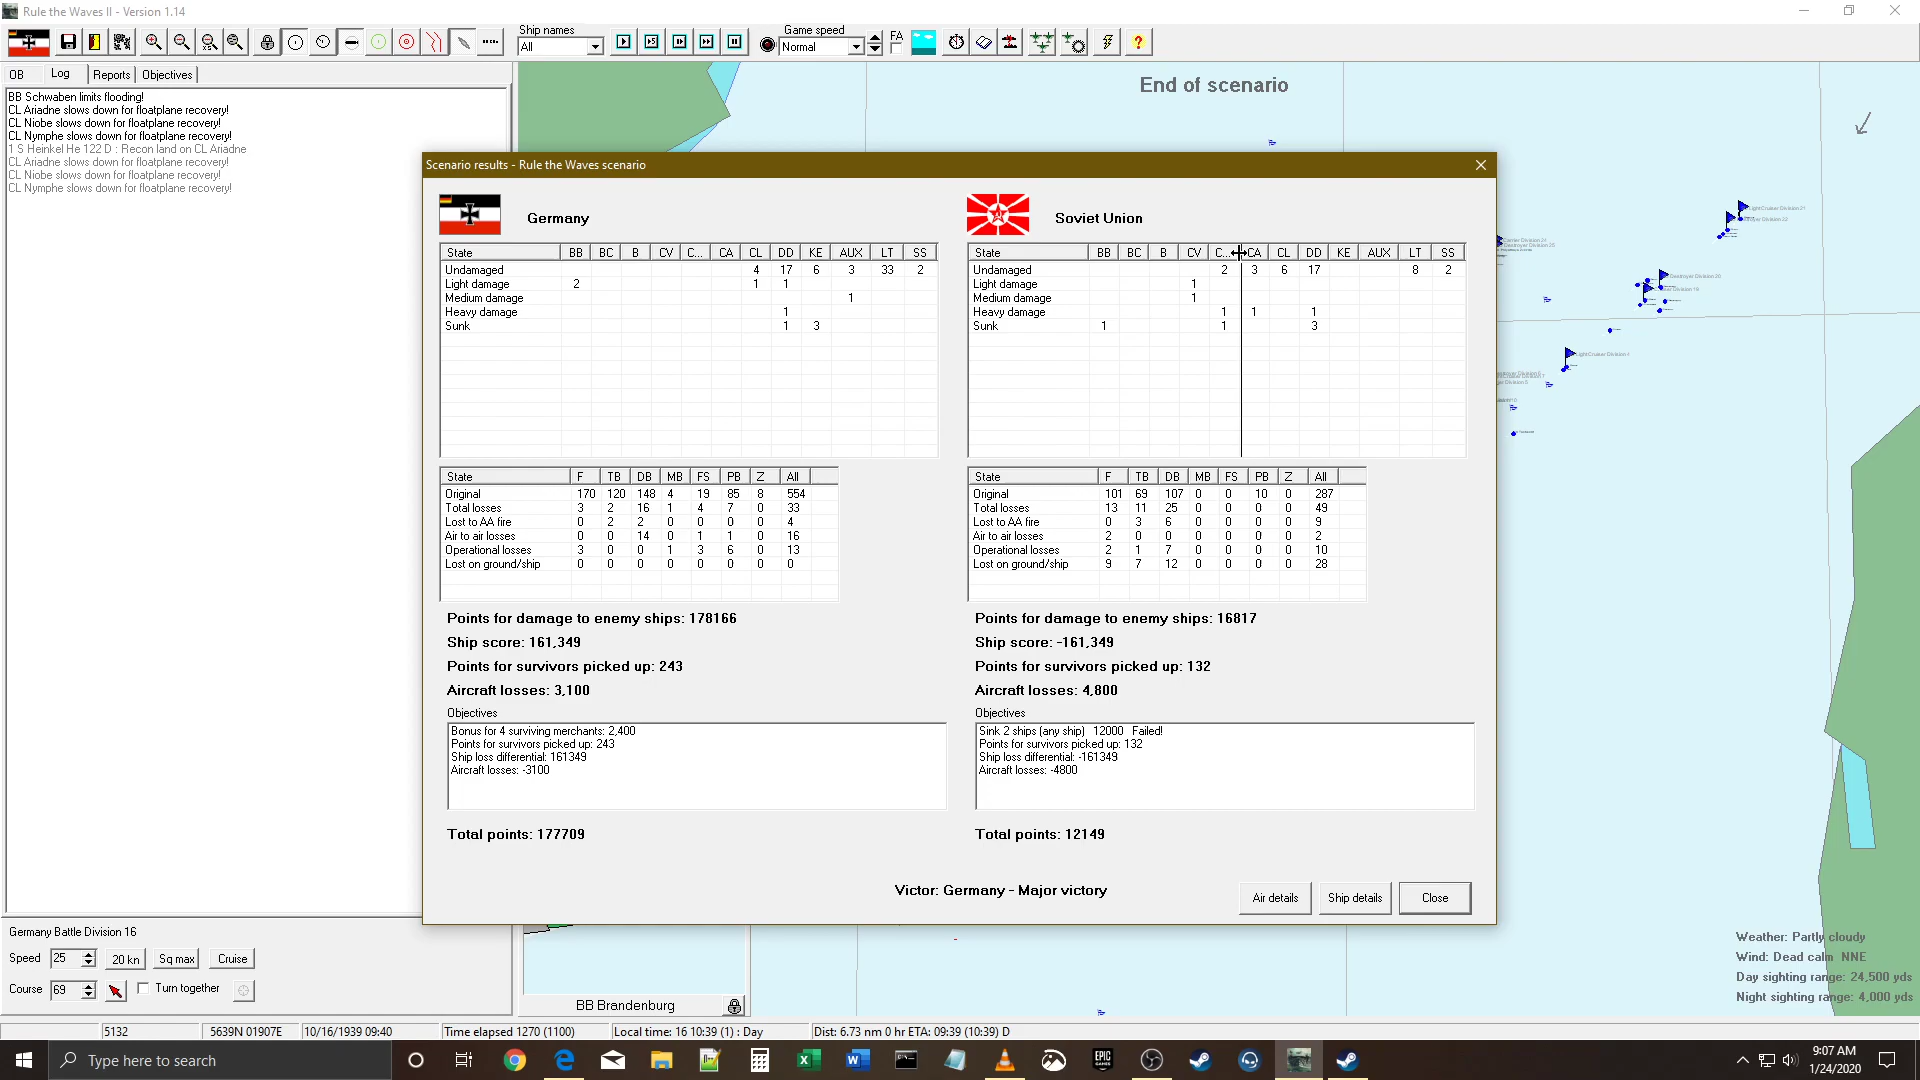 Rule the Waves II - Version 1.14
Ship names
All
Game speed
Normal
FA
OB Log Reports Objectives
BB Schwaben limits flooding!
CL Ariadne slows down for floatplane recovery!
CL Niobe slows down for floatplane recovery!
CL Nymphe slows down for floatplane recovery!
1 S Heinkel He 122 D : Recon land on CL Ariadne
CL Ariadne slows down for floatplane recovery!
CL Niobe slows down for floatplane recovery!
CL Nymphe slows down for floatplane recovery!
End of scenario
Scenario results - Rule the Waves scenario
Germany
State BB BC B CV C... CA CL DD KE AUX LT SS
Undamaged 4 17 6 3 33 2
Light damage 2 1 1
Medium damage 1
Heavy damage 1
Sunk 1 3
State F TB DB MB FS PB Z All
Original 170 120 148 4 19 85 8 554
Total losses 3 2 16 1 4 7 0 33
Lost to AA fire 0 2 2 0 0 0 0 4
Air to air losses 0 0 14 0 1 1 0 16
Operational losses 3 0 0 1 3 6 0 13
Lost on ground/ship 0 0 0 0 0 0 0 0
Points for damage to enemy ships: 178166
Ship score: 161,349
Points for survivors picked up: 243
Aircraft losses: 3,100
Objectives
Bonus for 4 surviving merchants: 2,400
Points for survivors picked up: 243
Ship loss differential: 161349
Aircraft losses: -3100
Total points: 177709
Soviet Union
State BB BC B CV C... CA CL DD KE AUX LT SS
Undamaged 2 3 6 17 8 2
Light damage 1
Medium damage 1
Heavy damage 1 1 1
Sunk 1 1 3
State F TB DB MB FS PB Z All
Original 101 69 107 0 0 10 0 287
Total losses 13 11 25 0 0 0 0 49
Lost to AA fire 0 3 6 0 0 0 0 9
Air to air losses 2 0 0 0 0 0 0 2
Operational losses 2 1 7 0 0 0 0 10
Lost on ground/ship 9 7 12 0 0 0 0 28
Points for damage to enemy ships: 16817
Ship score: -161,349
Points for survivors picked up: 132
Aircraft losses: 4,800
Objectives
Sink 2 ships (any ship) 12000 Failed!
Points for survivors picked up: 132
Ship loss differential: -161349
Aircraft losses: -4800
Total points: 12149
Victor: Germany - Major victory
Air details
Ship details
Close
Light Cruiser Division 21
Destroyer Division 20
Light Cruiser Division 4
Germany Battle Division 16
Speed 25 20 kn Sq max Cruise
Course 69 Turn together
BB Brandenburg
Weather: Partly cloudy
Wind: Dead calm NNE
Day sighting range: 24,500 yds
Night sighting range: 4,000 yds
5132 5639N 01907E 10/16/1939 09:40 Time elapsed 1270 (1100) Local time: 16 10:39 (1) : Day Dist: 6.73 nm 0 hr ETA: 09:39 (10:39) D
Type here to search
EPIC GAMES
9:07 AM
1/24/2020